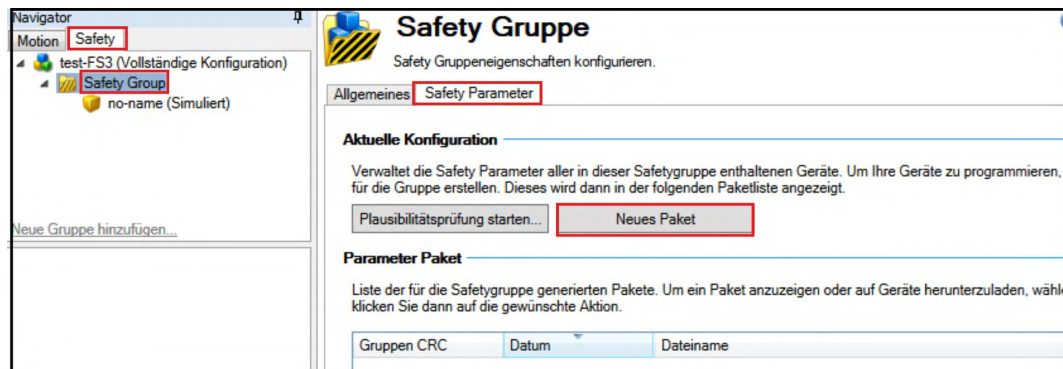 Navigator
Motion Safety
test-FS3 (Vollständige Konfiguration)
Safety Group
no-name (Simuliert)
Neue Gruppe hinzufügen...
Safety Gruppe
Safety Gruppeneigenschaften konfigurieren.
Allgemeines Safety Parameter
Aktuelle Konfiguration
Verwaltet die Safety Parameter aller in dieser Safetygruppe enthaltenen Geräte. Um Ihre Geräte zu programmieren,
für die Gruppe erstellen. Dieses wird dann in der folgenden Paketliste angezeigt.
Plausibilitätsprüfung starten... Neues Paket
Parameter Paket
Liste der für die Safetygruppe generierten Pakete. Um ein Paket anzuzeigen oder auf Geräte herunterzuladen,
klicken Sie dann auf die gewünschte Aktion.
Gruppen CRC Datum Dateiname